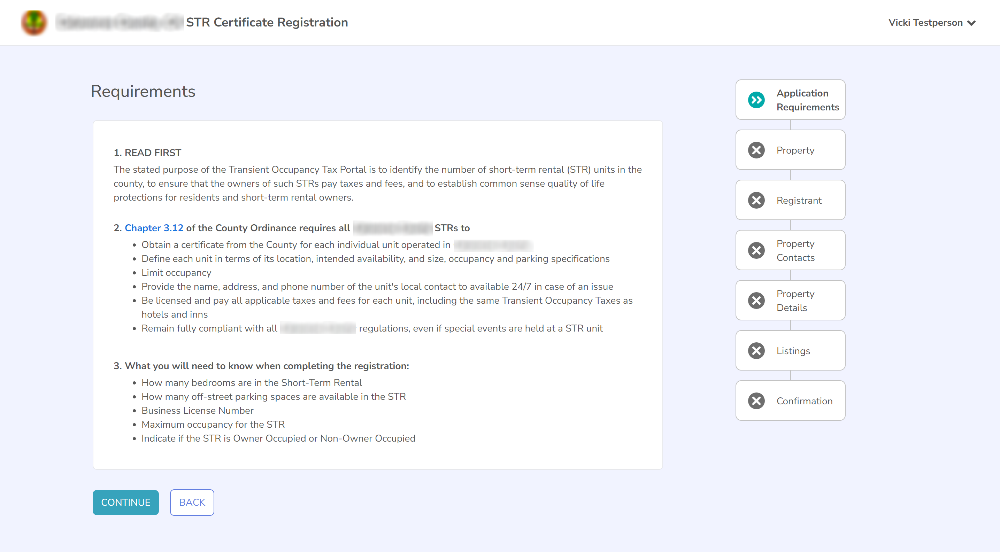 STR Certificate Registration
Vicki Testperson
Requirements
1. READ FIRST
The stated purpose of the Transient Occupancy Tax Portal is to identify the number of short-term rental (STR) units in the
county, to ensure that the owners of such STRs pay taxes and fees, and to establish common sense quality of life
protections for residents and short-term rental owners.
2. Chapter 3.12 of the County Ordinance requires all STRs to
• Obtain a certificate from the County for each individual unit operated in
• Define each unit in terms of its location, intended availability, and size, occupancy and parking specifications
• Limit occupancy
• Provide the name, address, and phone number of the unit's local contact to available 24/7 in case of an issue
• Be licensed and pay all applicable taxes and fees for each unit, including the same Transient Occupancy Taxes as
hotels and inns
• Remain fully compliant with all regulations, even if special events are held at a STR unit
3. What you will need to know when completing the registration:
• How many bedrooms are in the Short-Term Rental
• How many off-street parking spaces are available in the STR
• Business License Number
• Maximum occupancy for the STR
• Indicate if the STR is Owner Occupied or Non-Owner Occupied
CONTINUE
BACK
Application
Requirements
Property
Registrant
Property
Contacts
Property
Details
Listings
Confirmation